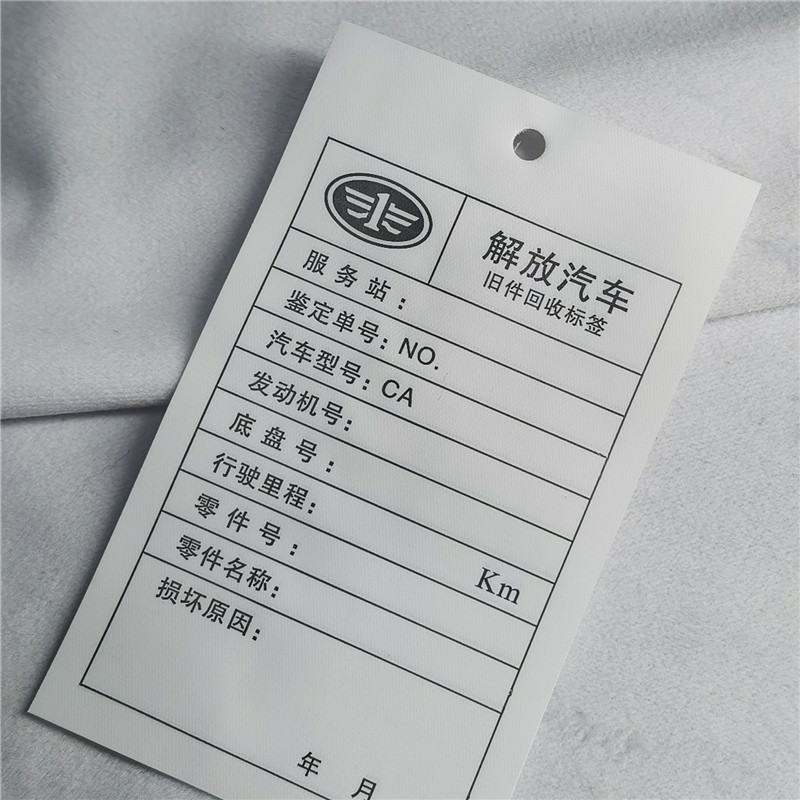 解放汽车
旧件回收标签
服务站：
鉴定单号：NO.
汽车型号：CA
发动机号：
底盘号：
行驶里程： Km
零件号：
零件名称：
损坏原因：
年 月